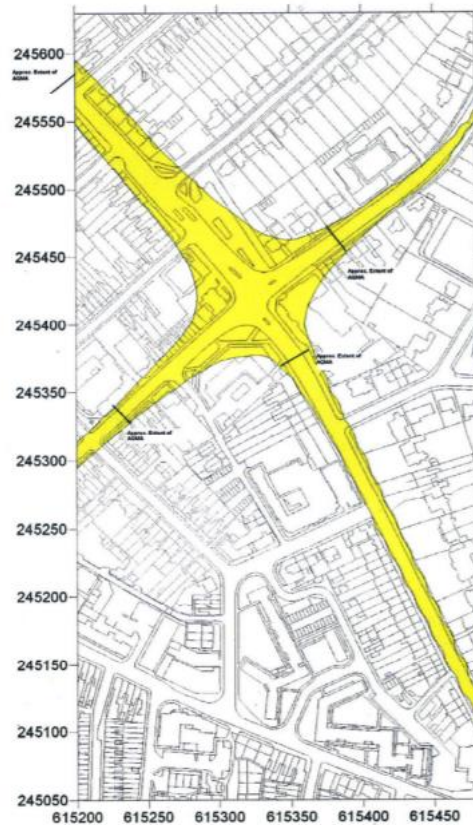 245600
Approx. Extent of
AQMA
245550
245500
245450
Approx. Extent of
AQMA
245400
Approx. Extent of
AQMA
245350
Approx. Extent of
AQMA
245300
245250
245200
245150
245100
245050
615200 615250 615300 615350 615400 615450